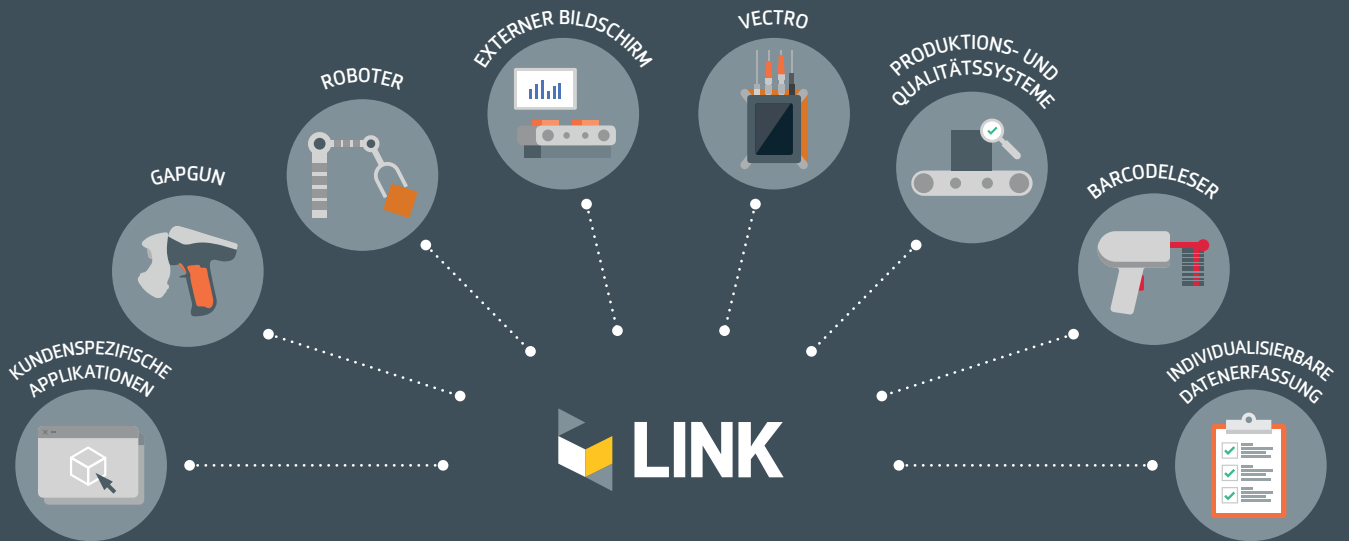 KUNDENSPEZIFISCHE
APPLIKATIONEN
GAPGUN
ROBOTER
EXTERNER BILDSCHIRM
VECTRO
PRODUKTIONS- UND
QUALITÄTSSYSTEME
BARCODELESER
INDIVIDUALISIERBARE
DATENERFASSUNG
LINK